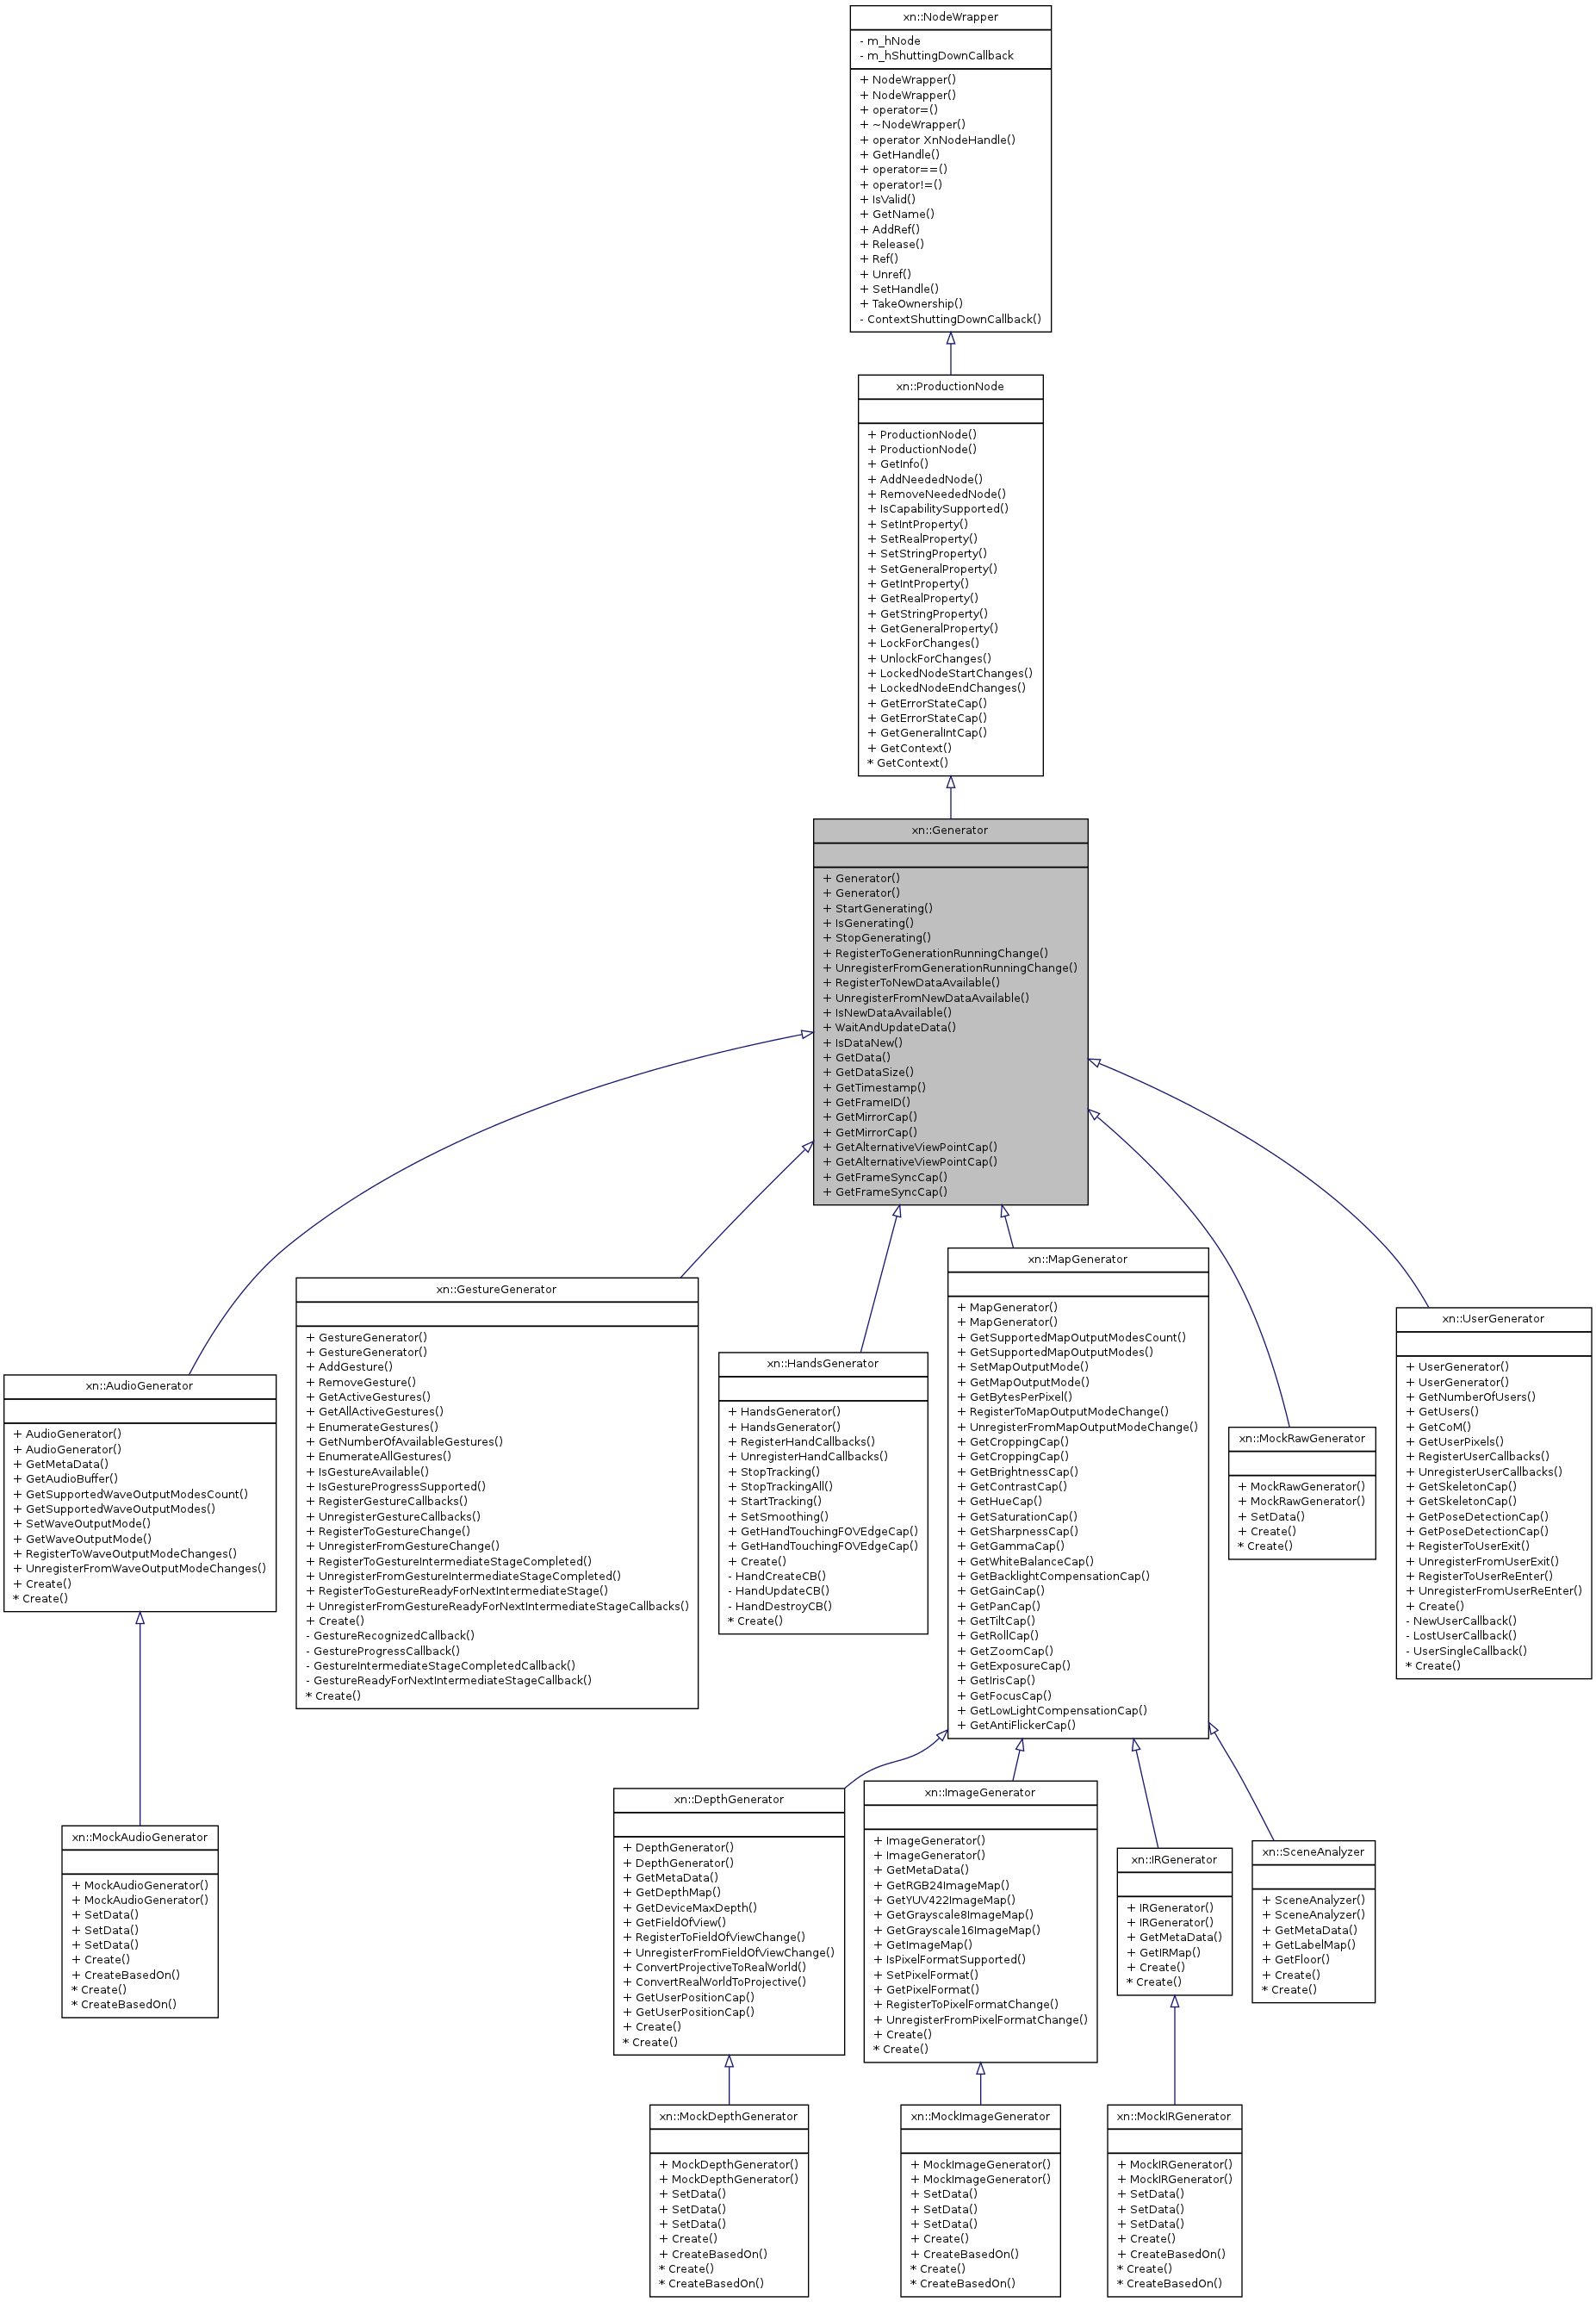 xn::NodeWrapper
- m_hNode
- m_hShuttingDownCallback
+ NodeWrapper()
+ NodeWrapper()
+ operator=()
+ ~NodeWrapper()
+ operator XnNodeHandle()
+ GetHandle()
+ operator==()
+ operator!=()
+ IsValid()
+ GetName()
+ AddRef()
+ Release()
+ Ref()
+ Unref()
+ SetHandle()
+ TakeOwnership()
- ContextShuttingDownCallback()
xn::ProductionNode
+ ProductionNode()
+ ProductionNode()
+ GetInfo()
+ AddNeededNode()
+ RemoveNeededNode()
+ IsCapabilitySupported()
+ SetIntProperty()
+ SetRealProperty()
+ SetStringProperty()
+ SetGeneralProperty()
+ GetIntProperty()
+ GetRealProperty()
+ GetStringProperty()
+ GetGeneralProperty()
+ LockForChanges()
+ UnlockForChanges()
+ LockedNodeStartChanges()
+ LockedNodeEndChanges()
+ GetErrorStateCap()
+ GetErrorStateCap()
+ GetGeneralIntCap()
+ GetContext()
* GetContext()
xn::Generator
+ Generator()
+ Generator()
+ StartGenerating()
+ IsGenerating()
+ StopGenerating()
+ RegisterToGenerationRunningChange()
+ UnregisterFromGenerationRunningChange()
+ RegisterToNewDataAvailable()
+ UnregisterFromNewDataAvailable()
+ IsNewDataAvailable()
+ WaitAndUpdateData()
+ IsDataNew()
+ GetData()
+ GetDataSize()
+ GetTimestamp()
+ GetFrameID()
+ GetMirrorCap()
+ GetMirrorCap()
+ GetAlternativeViewPointCap()
+ GetAlternativeViewPointCap()
+ GetFrameSyncCap()
+ GetFrameSyncCap()
xn::AudioGenerator
+ AudioGenerator()
+ AudioGenerator()
+ GetMetaData()
+ GetAudioBuffer()
+ GetSupportedWaveOutputModesCount()
+ GetSupportedWaveOutputModes()
+ SetWaveOutputMode()
+ GetWaveOutputMode()
+ RegisterToWaveOutputModeChanges()
+ UnregisterFromWaveOutputModeChanges()
+ Create()
* Create()
xn::GestureGenerator
+ GestureGenerator()
+ GestureGenerator()
+ AddGesture()
+ RemoveGesture()
+ GetActiveGestures()
+ GetAllActiveGestures()
+ EnumerateGestures()
+ GetNumberOfAvailableGestures()
+ EnumerateAllGestures()
+ IsGestureAvailable()
+ IsGestureProgressSupported()
+ RegisterGestureCallbacks()
+ UnregisterGestureCallbacks()
+ RegisterToGestureChange()
+ UnregisterFromGestureChange()
+ RegisterToGestureIntermediateStageCompleted()
+ UnregisterFromGestureIntermediateStageCompleted()
+ RegisterToGestureReadyForNextIntermediateStage()
+ UnregisterFromGestureReadyForNextIntermediateStageCallbacks()
+ Create()
- GestureRecognizedCallback()
- GestureProgressCallback()
- GestureIntermediateStageCompletedCallback()
- GestureReadyForNextIntermediateStageCallback()
* Create()
xn::HandsGenerator
+ HandsGenerator()
+ HandsGenerator()
+ RegisterHandCallbacks()
+ UnregisterHandCallbacks()
+ StopTracking()
+ StopTrackingAll()
+ StartTracking()
+ SetSmoothing()
+ GetHandTouchingFOVEdgeCap()
+ GetHandTouchingFOVEdgeCap()
+ Create()
- HandCreateCB()
- HandUpdateCB()
- HandDestroyCB()
* Create()
xn::MapGenerator
+ MapGenerator()
+ MapGenerator()
+ GetSupportedMapOutputModesCount()
+ GetSupportedMapOutputModes()
+ SetMapOutputMode()
+ GetMapOutputMode()
+ GetBytesPerPixel()
+ RegisterToMapOutputModeChange()
+ UnregisterFromMapOutputModeChange()
+ GetCroppingCap()
+ GetCroppingCap()
+ GetBrightnessCap()
+ GetContrastCap()
+ GetHueCap()
+ GetSaturationCap()
+ GetSharpnessCap()
+ GetGammaCap()
+ GetWhiteBalanceCap()
+ GetBacklightCompensationCap()
+ GetGainCap()
+ GetPanCap()
+ GetTiltCap()
+ GetRollCap()
+ GetZoomCap()
+ GetExposureCap()
+ GetIrisCap()
+ GetFocusCap()
+ GetLowLightCompensationCap()
+ GetAntiFlickerCap()
xn::MockRawGenerator
+ MockRawGenerator()
+ MockRawGenerator()
+ SetData()
+ Create()
* Create()
xn::UserGenerator
+ UserGenerator()
+ UserGenerator()
+ GetNumberOfUsers()
+ GetUsers()
+ GetCoM()
+ GetUserPixels()
+ RegisterUserCallbacks()
+ UnregisterUserCallbacks()
+ GetSkeletonCap()
+ GetSkeletonCap()
+ GetPoseDetectionCap()
+ GetPoseDetectionCap()
+ RegisterToUserExit()
+ UnregisterFromUserExit()
+ RegisterToUserReEnter()
+ UnregisterFromUserReEnter()
+ Create()
- NewUserCallback()
- LostUserCallback()
- UserSingleCallback()
* Create()
xn::MockAudioGenerator
+ MockAudioGenerator()
+ MockAudioGenerator()
+ SetData()
+ SetData()
+ SetData()
+ Create()
+ CreateBasedOn()
* Create()
* CreateBasedOn()
xn::DepthGenerator
+ DepthGenerator()
+ DepthGenerator()
+ GetMetaData()
+ GetDepthMap()
+ GetDeviceMaxDepth()
+ GetFieldOfView()
+ RegisterToFieldOfViewChange()
+ UnregisterFromFieldOfViewChange()
+ ConvertProjectiveToRealWorld()
+ ConvertRealWorldToProjective()
+ GetUserPositionCap()
+ GetUserPositionCap()
+ Create()
* Create()
xn::ImageGenerator
+ ImageGenerator()
+ ImageGenerator()
+ GetMetaData()
+ GetRGB24ImageMap()
+ GetYUV422ImageMap()
+ GetGrayscale8ImageMap()
+ GetGrayscale16ImageMap()
+ GetImageMap()
+ IsPixelFormatSupported()
+ SetPixelFormat()
+ GetPixelFormat()
+ RegisterToPixelFormatChange()
+ UnregisterFromPixelFormatChange()
+ Create()
* Create()
xn::IRGenerator
+ IRGenerator()
+ IRGenerator()
+ GetMetaData()
+ GetIRMap()
+ Create()
* Create()
xn::SceneAnalyzer
+ SceneAnalyzer()
+ SceneAnalyzer()
+ GetMetaData()
+ GetLabelMap()
+ GetFloor()
+ Create()
* Create()
xn::MockDepthGenerator
+ MockDepthGenerator()
+ MockDepthGenerator()
+ SetData()
+ SetData()
+ SetData()
+ Create()
+ CreateBasedOn()
* Create()
* CreateBasedOn()
xn::MockImageGenerator
+ MockImageGenerator()
+ MockImageGenerator()
+ SetData()
+ SetData()
+ SetData()
+ Create()
+ CreateBasedOn()
* Create()
* CreateBasedOn()
xn::MockIRGenerator
+ MockIRGenerator()
+ MockIRGenerator()
+ SetData()
+ SetData()
+ SetData()
+ Create()
+ CreateBasedOn()
* Create()
* CreateBasedOn()